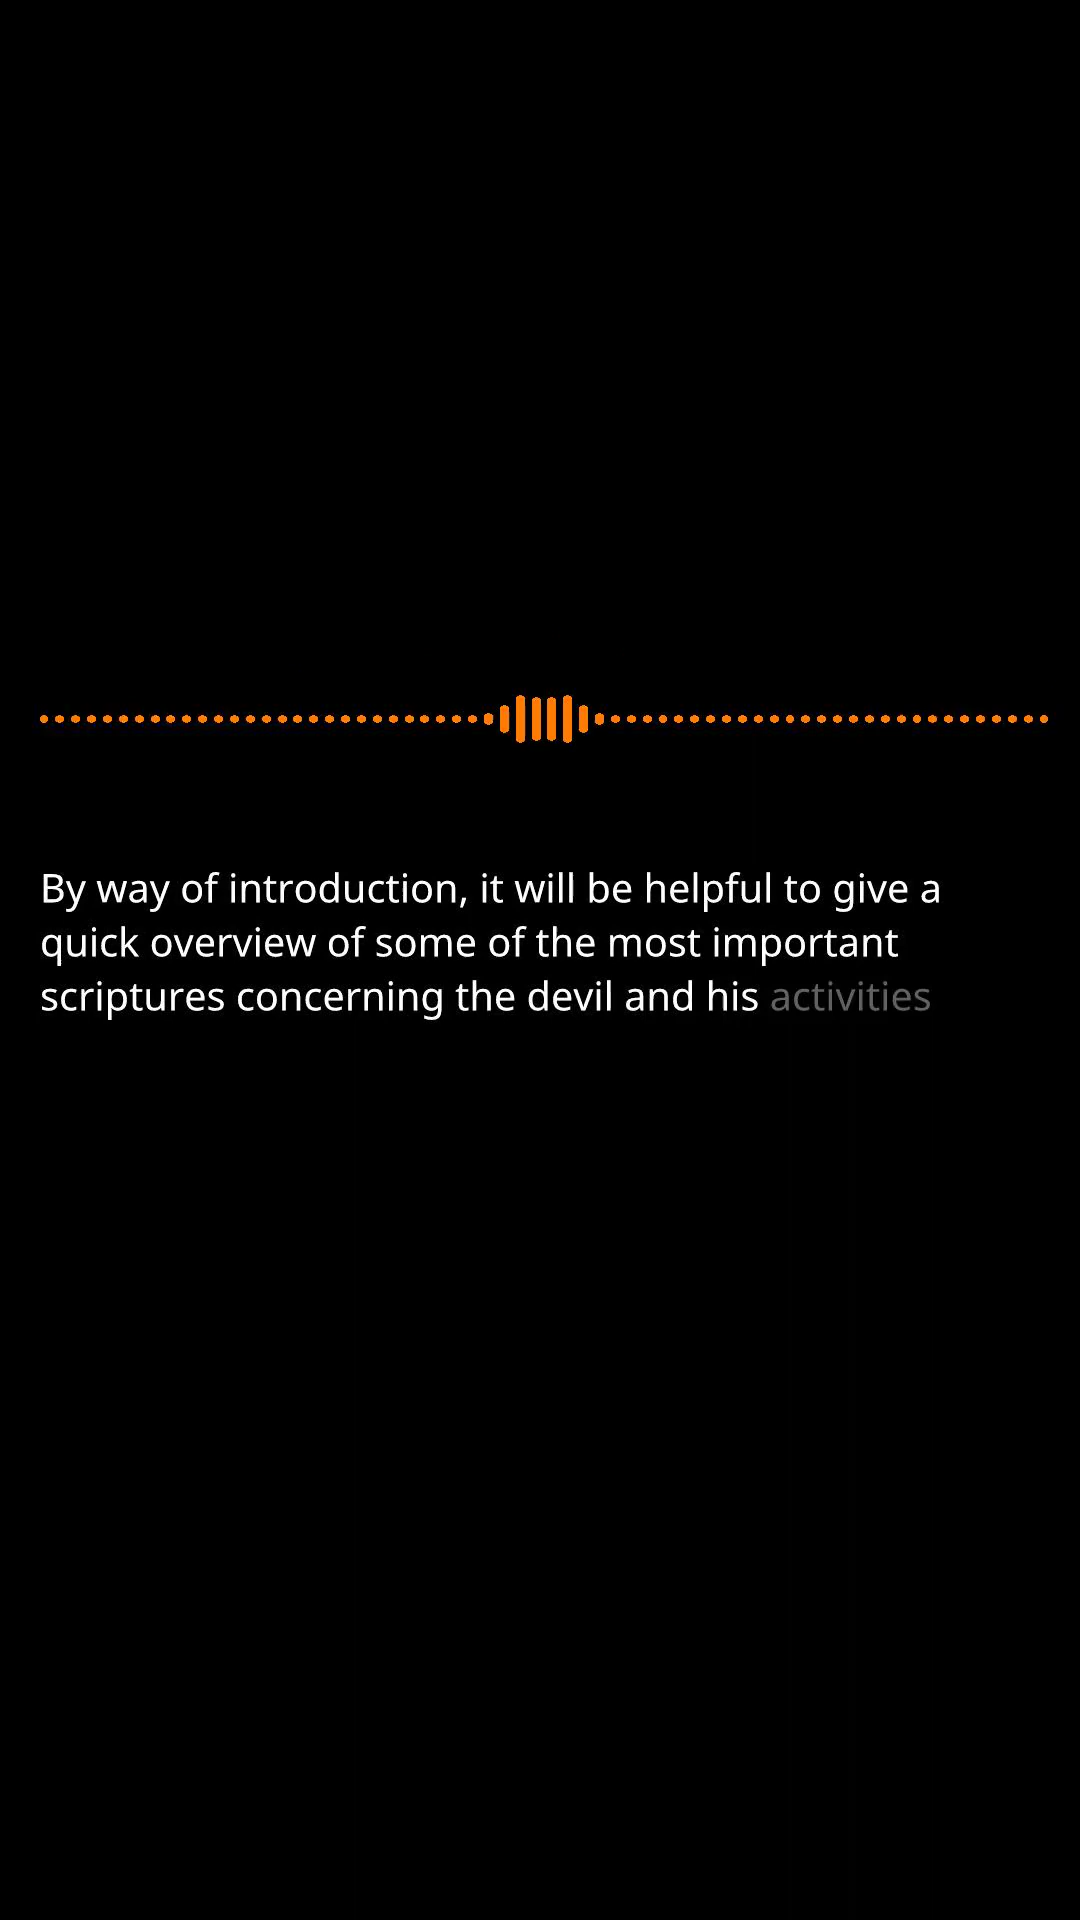 By way of introduction, it will be helpful to give a
quick overview of some of the most important
scriptures concerning the devil and his activities